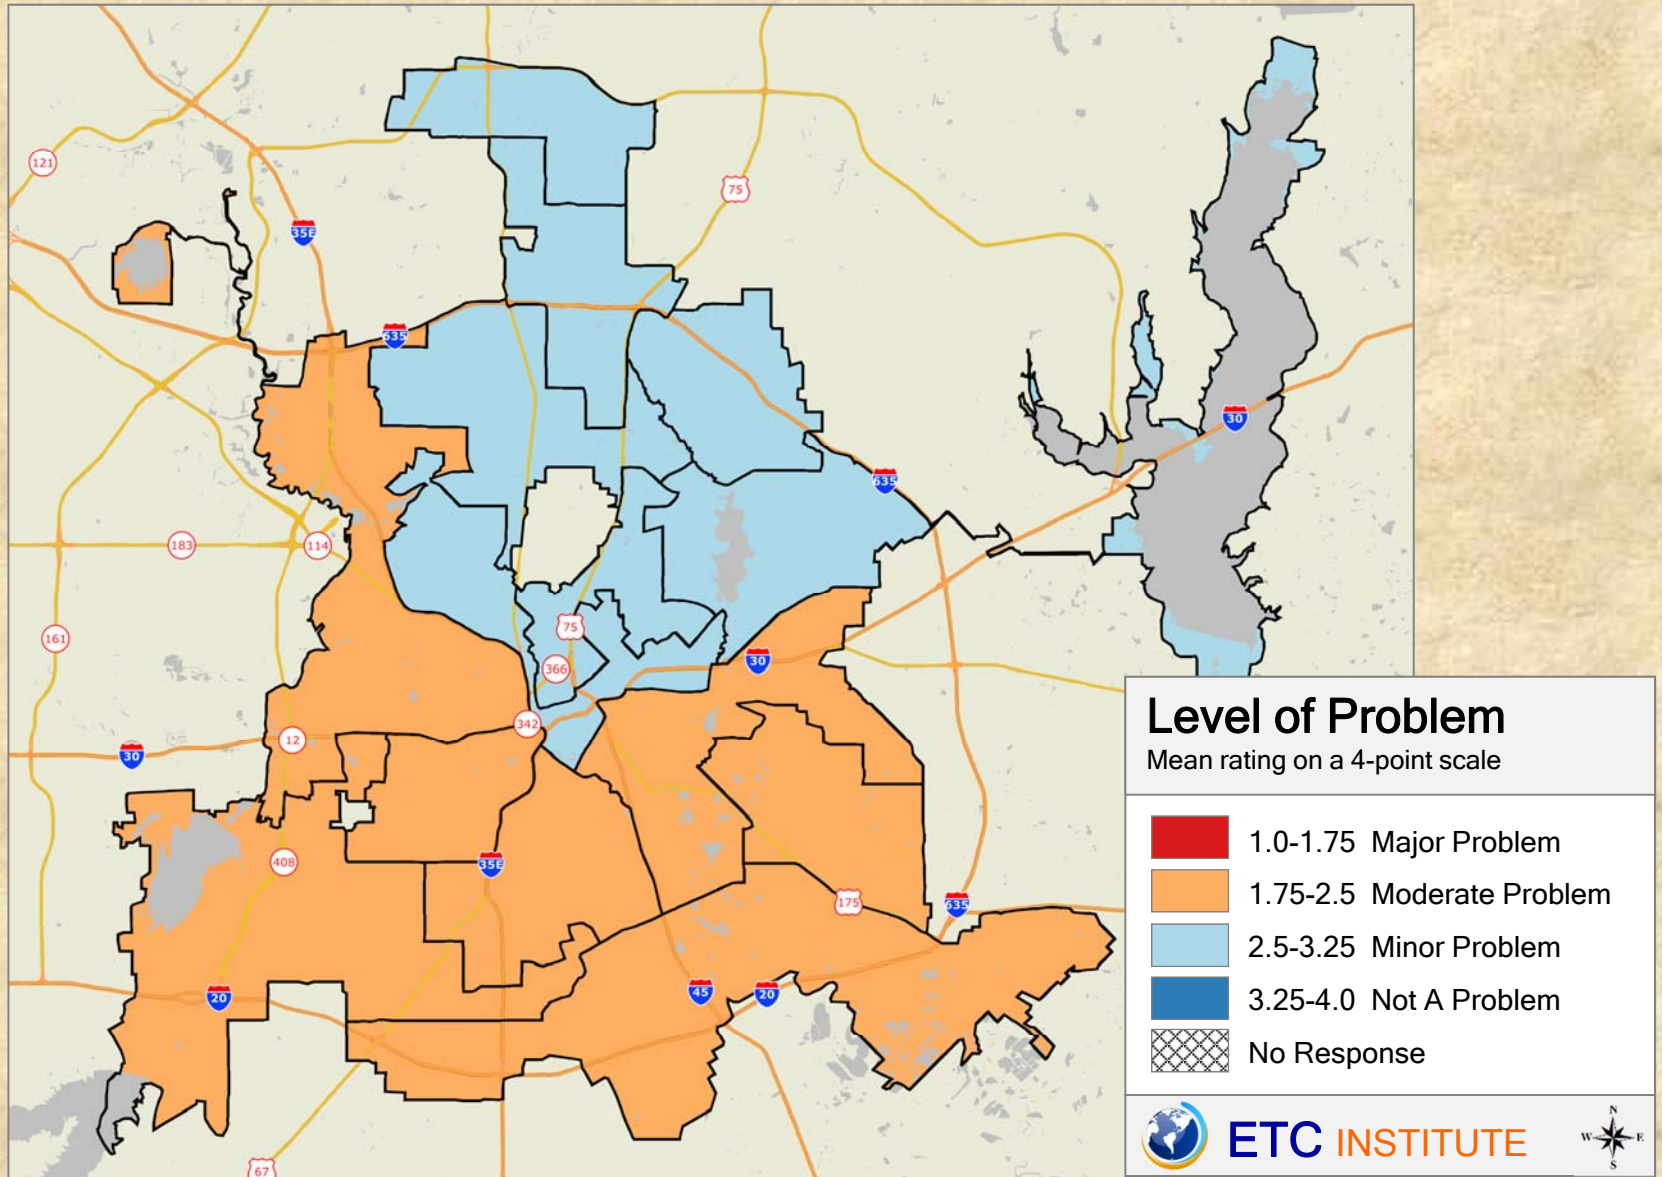 121
75
35E
635
30
635
183
114
161
75
366
30
342
12
30
35E
408
175
635
20
45
20
67
Level of Problem
Mean rating on a 4-point scale
1.0-1.75 Major Problem
1.75-2.5 Moderate Problem
2.5-3.25 Minor Problem
3.25-4.0 Not A Problem
No Response
ETC INSTITUTE
N
W E
S